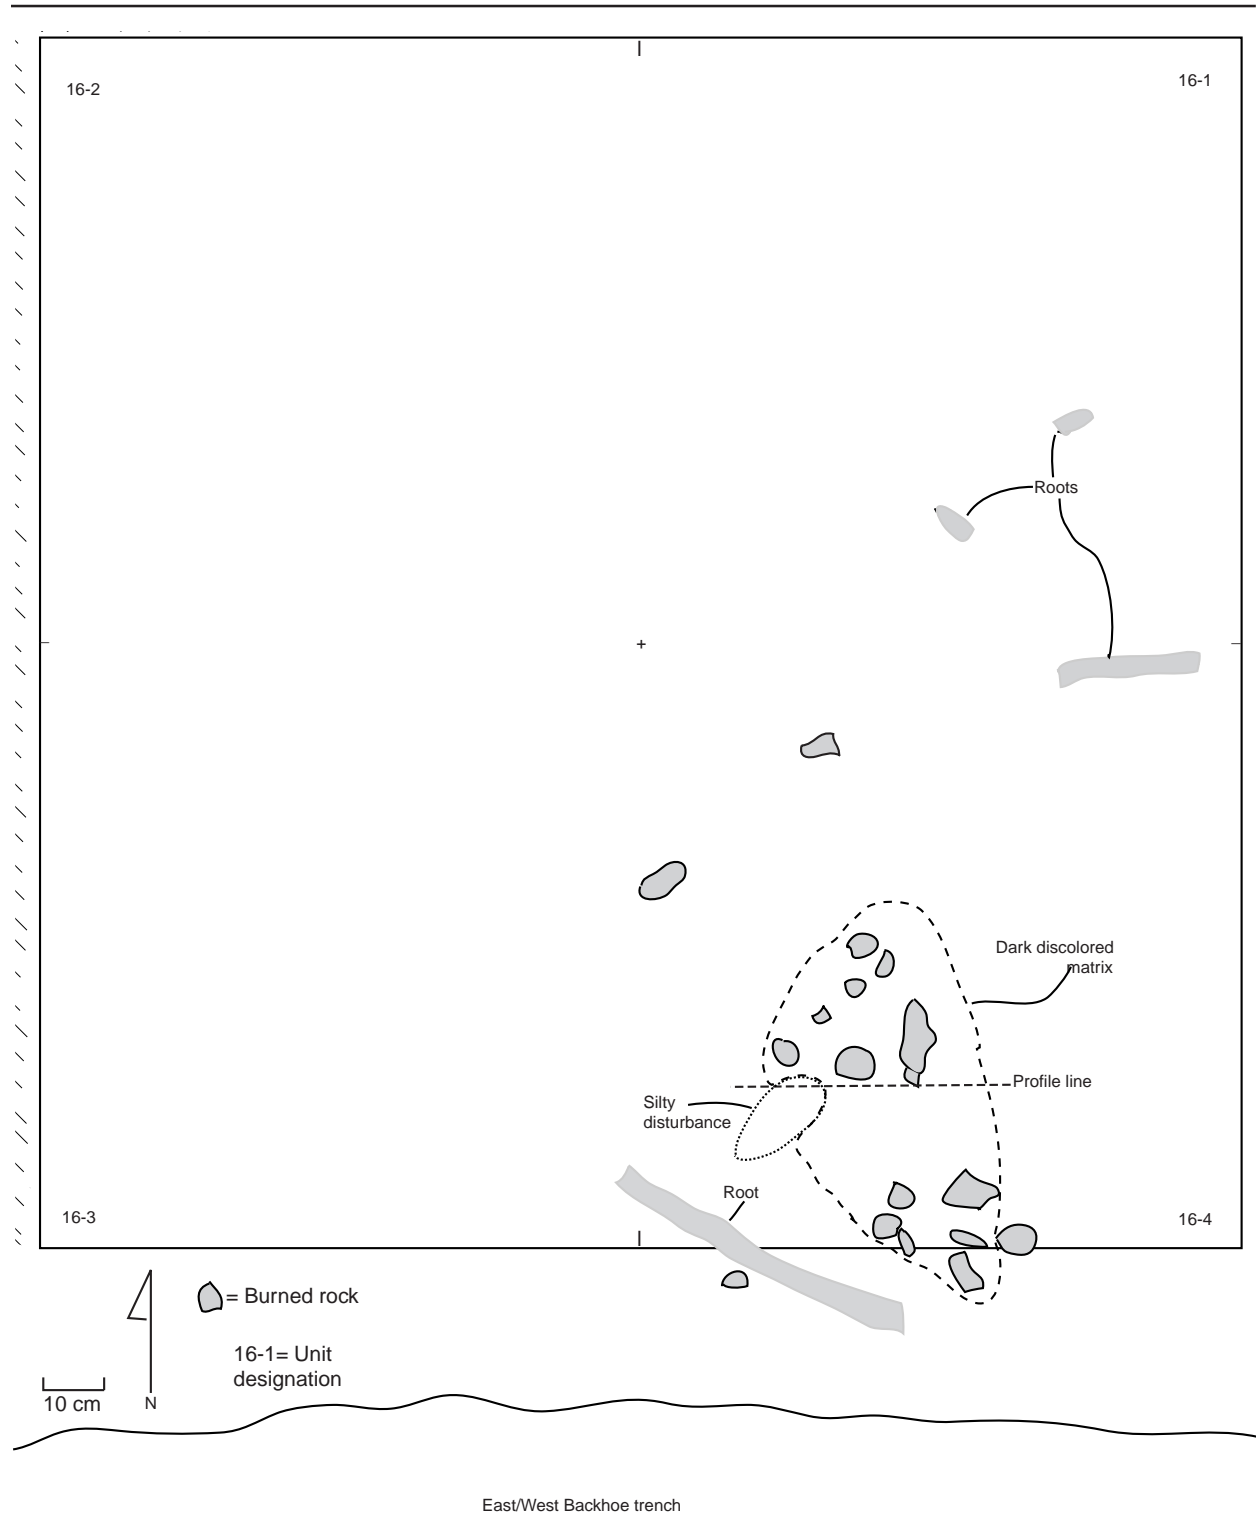 16-2
16-1
Roots
Dark discolored
matrix
Profile line
Silty
disturbance
Root
16-3
16-4
= Burned rock
16-1= Unit
designation
10 cm
N
East/West Backhoe trench